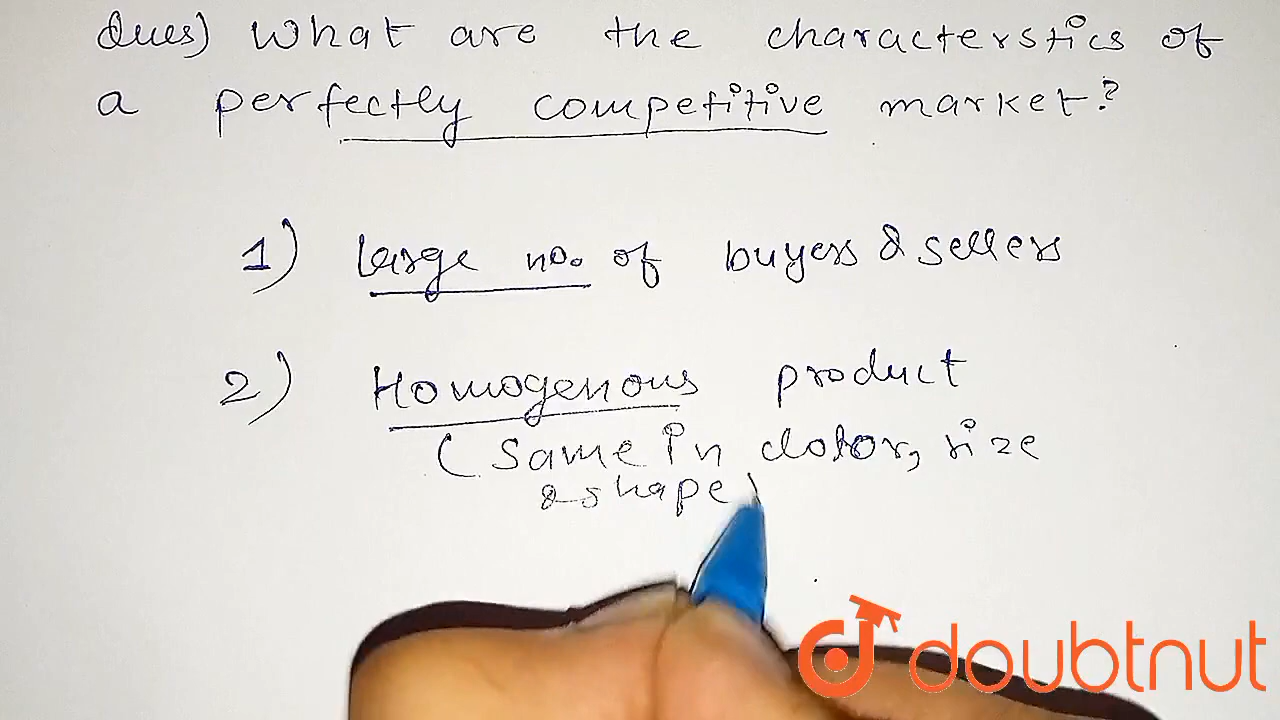 Ques) What are the characterstics of
a perfectly competitive market?
1) Large no. of buyers & sellers
2) Homogenous product
(Same in color, size
& shape)
doubtnut